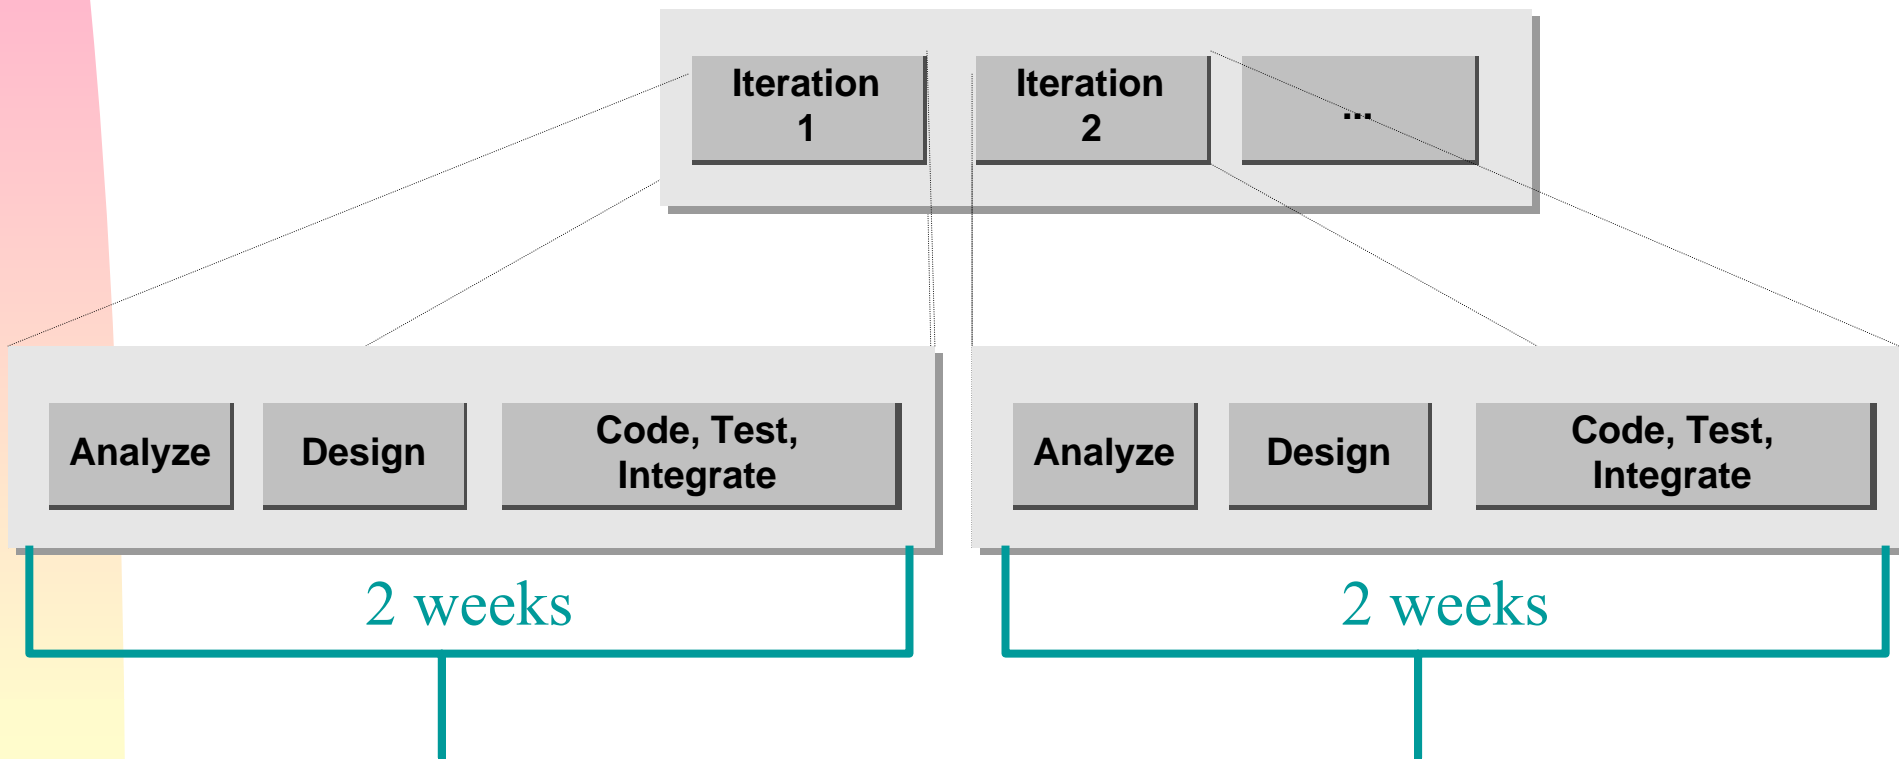 Iteration
1
Iteration
2
...
Analyze
Design
Code, Test,
Integrate
Analyze
Design
Code, Test,
Integrate
2 weeks
2 weeks